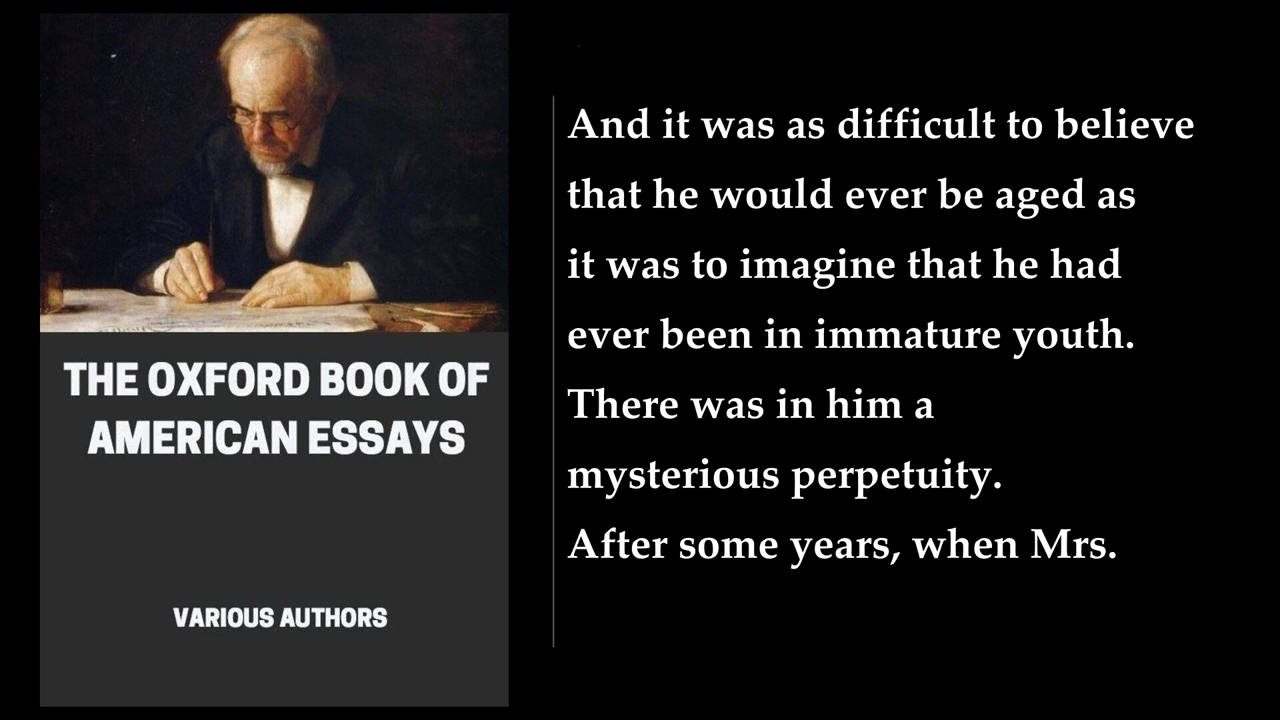 THE OXFORD BOOK OF
AMERICAN ESSAYS
VARIOUS AUTHORS
And it was as difficult to believe
that he would ever be aged as
it was to imagine that he had
ever been in immature youth.
There was in him a
mysterious perpetuity.
After some years, when Mrs.